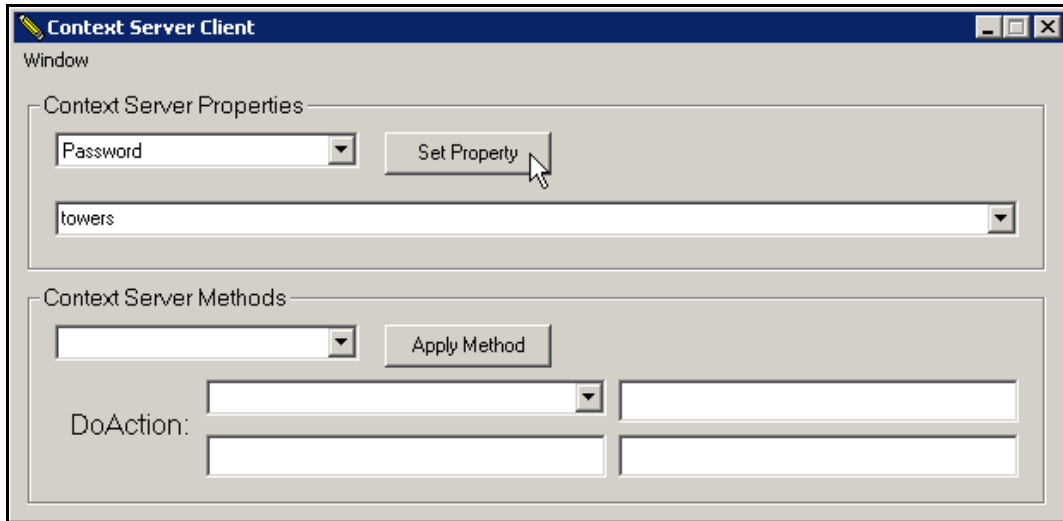 Context Server Client
Window
Context Server Properties
Password
Set Property
towers
Context Server Methods
Apply Method
DoAction: